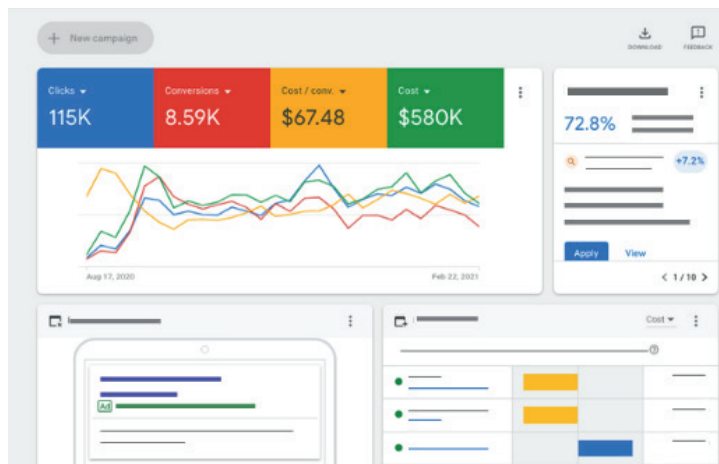 + New campaign
DOWNLOAD
FEEDBACK
Clicks
Conversions
Cost / conv.
Cost
115K
8.59K
$67.48
$580K
72.8%
+7.2%
Apply
View
1 / 10
Aug 17, 2020
Feb 22, 2021
Cost
Ad